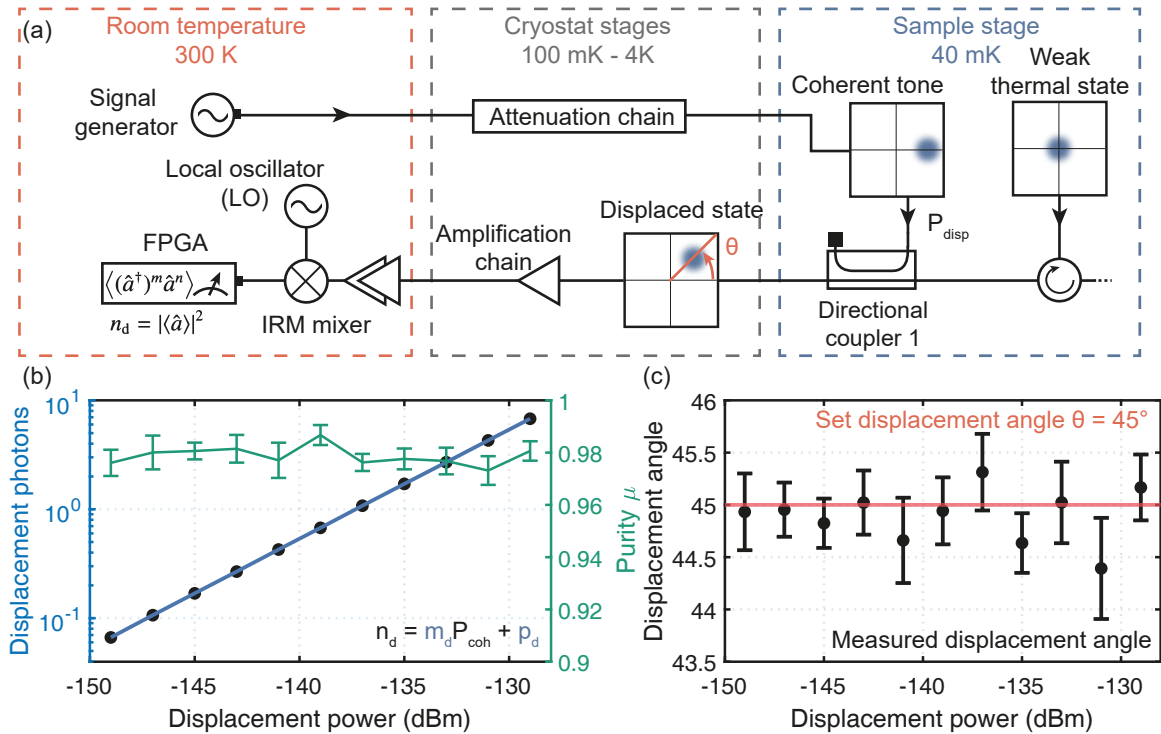 (a)
Room temperature
300 K
Cryostat stages
100 mK - 4K
Sample stage
40 mK
Signal
generator
Attenuation chain
Coherent tone
Weak
thermal state
Local oscillator
(LO)
FPGA
⟨(â†)ᵐâⁿ⟩
n_d = |⟨â⟩|²
IRM mixer
Amplification
chain
Displaced state
θ
P_disp
Directional
coupler 1
(b)
Displacement photons
10¹
10⁰
10⁻¹
1
0.98
0.96
0.94
0.92
0.9
Purity μ
n_d = m_dP_coh + p_d
-150
-145
-140
-135
-130
Displacement power (dBm)
(c)
Displacement angle
46
45.5
45
44.5
44
43.5
Set displacement angle θ = 45°
Measured displacement angle
-150
-145
-140
-135
-130
Displacement power (dBm)